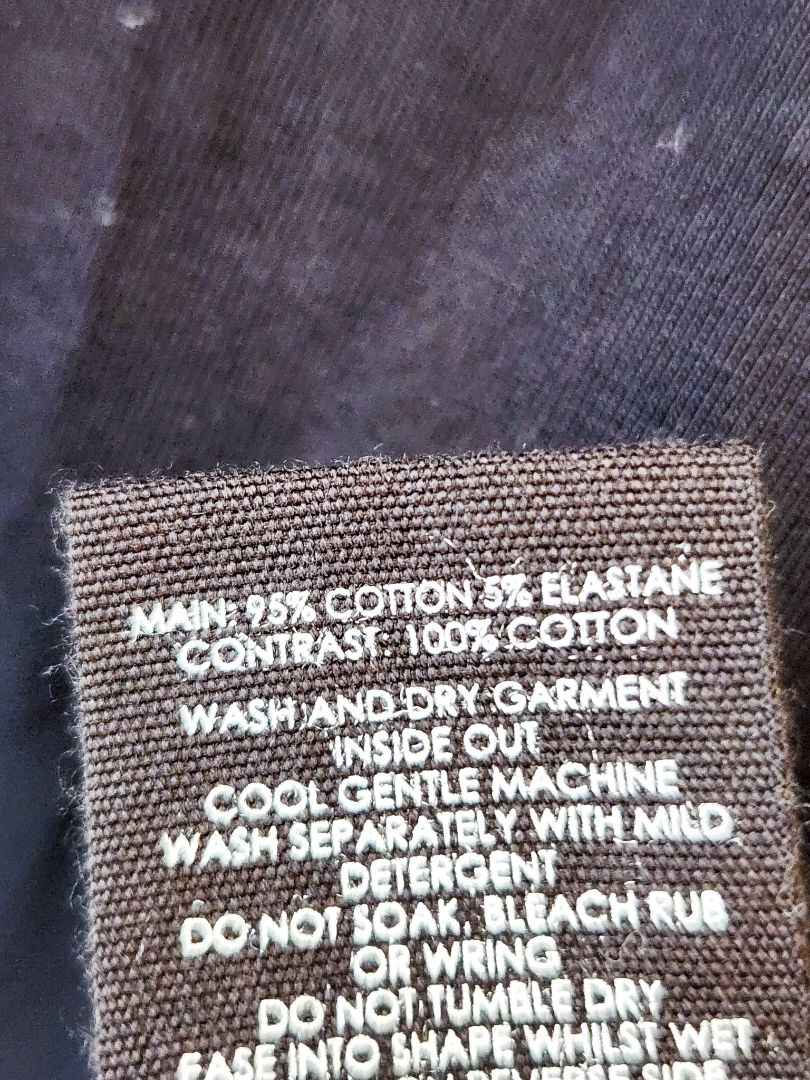 MAIN: 95% COTTON 5% ELASTANE
CONTRAST: 100% COTTON
WASH AND DRY GARMENT
INSIDE OUT
COOL GENTLE MACHINE
WASH SEPARATELY WITH MILD
DETERGENT
DO NOT SOAK, BLEACH RUB
OR WRING
DO NOT TUMBLE DRY
EASE INTO SHAPE WHILST WET
REVERSE SIDE